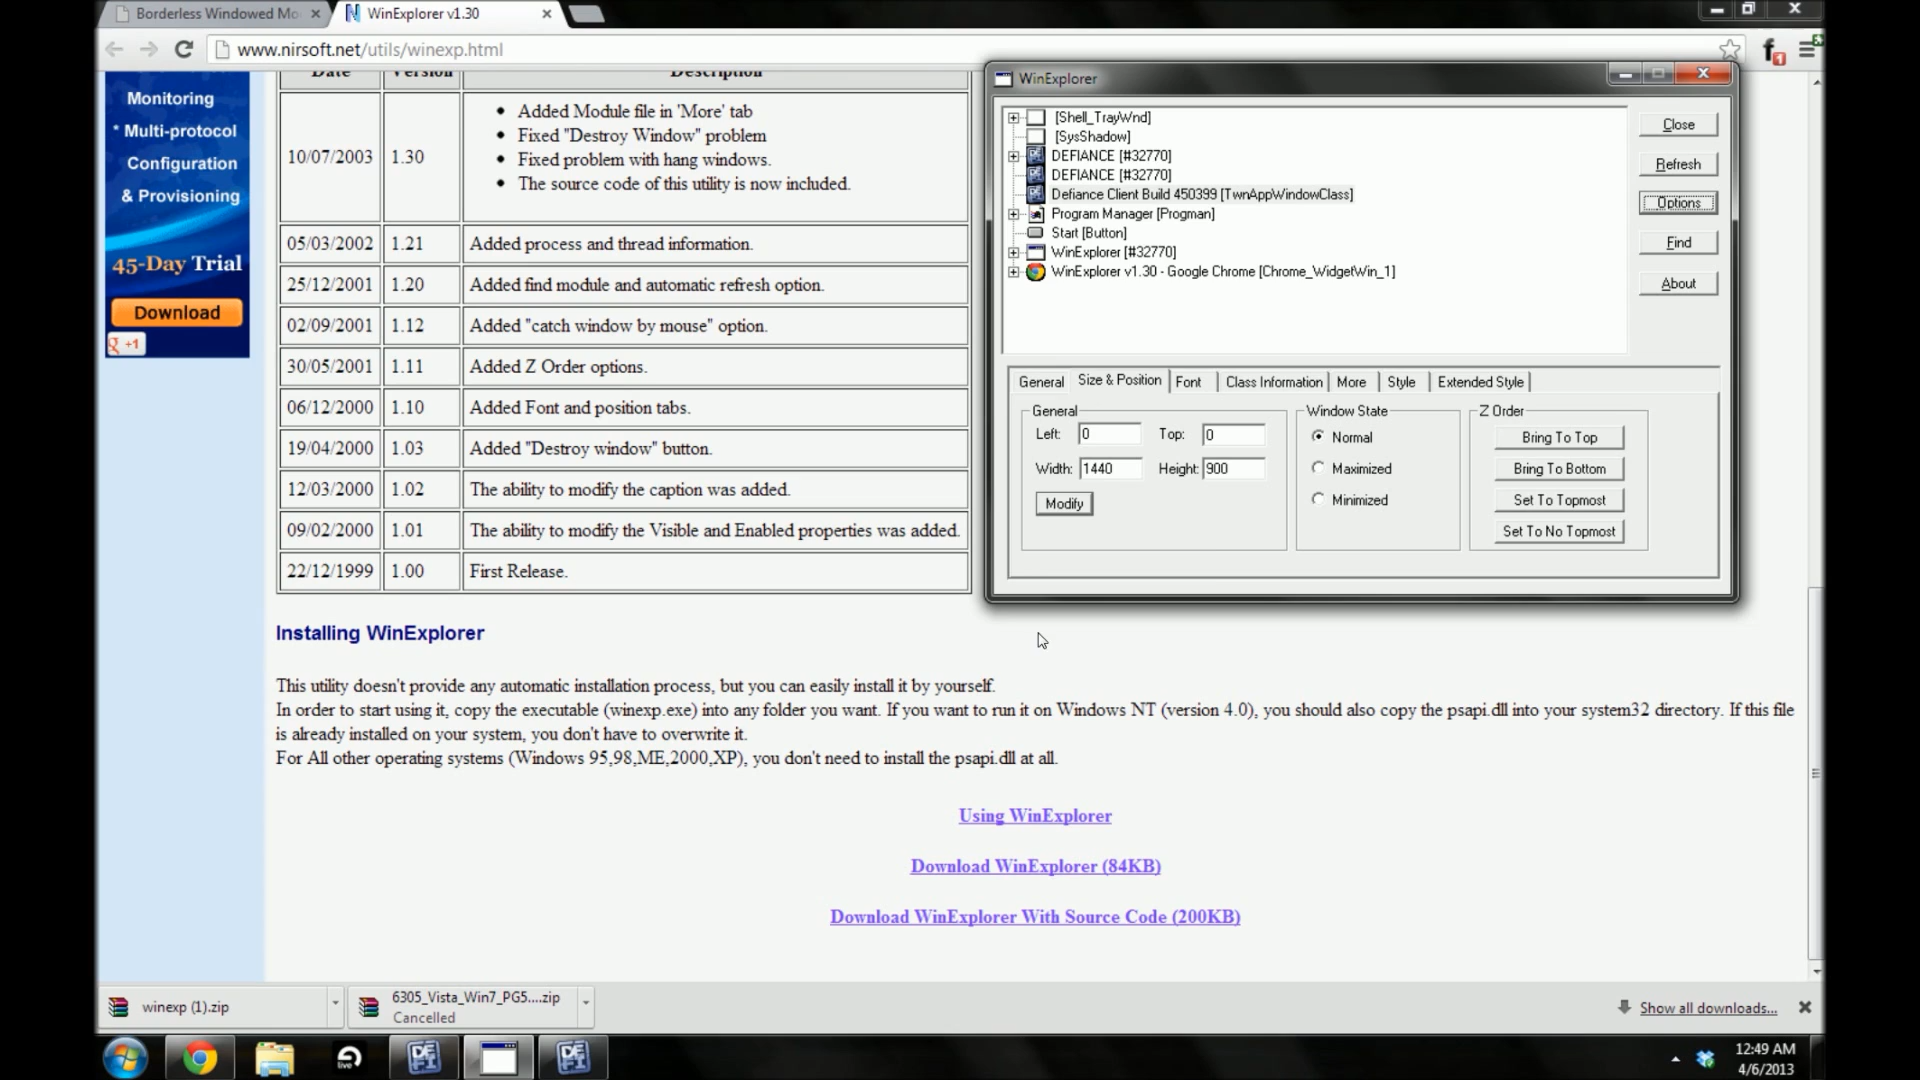 Borderless Windowed Mo
WinExplorer v1.30
www.nirsoft.net/utils/winexp.html
Monitoring
* Multi-protocol
Configuration
& Provisioning
45-Day Trial
Download
+1
Date Version Description
10/07/2003 1.30
Added Module file in 'More' tab
Fixed "Destroy Window" problem
Fixed problem with hang windows.
The source code of this utility is now included.
05/03/2002 1.21 Added process and thread information.
25/12/2001 1.20 Added find module and automatic refresh option.
02/09/2001 1.12 Added "catch window by mouse" option.
30/05/2001 1.11 Added Z Order options.
06/12/2000 1.10 Added Font and position tabs.
19/04/2000 1.03 Added "Destroy window" button.
12/03/2000 1.02 The ability to modify the caption was added.
09/02/2000 1.01 The ability to modify the Visible and Enabled properties was added.
22/12/1999 1.00 First Release.
WinExplorer
[Shell_TrayWnd]
[SysShadow]
DEFIANCE [#32770]
DEFIANCE [#32770]
Defiance Client Build 450399 [TwnAppWindowClass]
Program Manager [Progman]
Start [Button]
WinExplorer [#32770]
WinExplorer v1.30 - Google Chrome [Chrome_WidgetWin_1]
Close
Refresh
Options
Find
About
General Size & Position Font Class Information More Style Extended Style
General
Left: 0 Top: 0
Width: 1440 Height: 900
Modify
Window State
Normal
Maximized
Minimized
Z Order
Bring To Top
Bring To Bottom
Set To Topmost
Set To No Topmost
Installing WinExplorer
This utility doesn't provide any automatic installation process, but you can easily install it by yourself.
In order to start using it, copy the executable (winexp.exe) into any folder you want. If you want to run it on Windows NT (version 4.0), you should also copy the psapi.dll into your system32 directory. If this file
is already installed on your system, you don't have to overwrite it.
For All other operating systems (Windows 95,98,ME,2000,XP), you don't need to install the psapi.dll at all.
Using WinExplorer
Download WinExplorer (84KB)
Download WinExplorer With Source Code (200KB)
winexp (1).zip
6305_Vista_Win7_PG5....zip
Cancelled
Show all downloads...
live
DE
FI
DE
FI
12:49 AM
4/6/2013